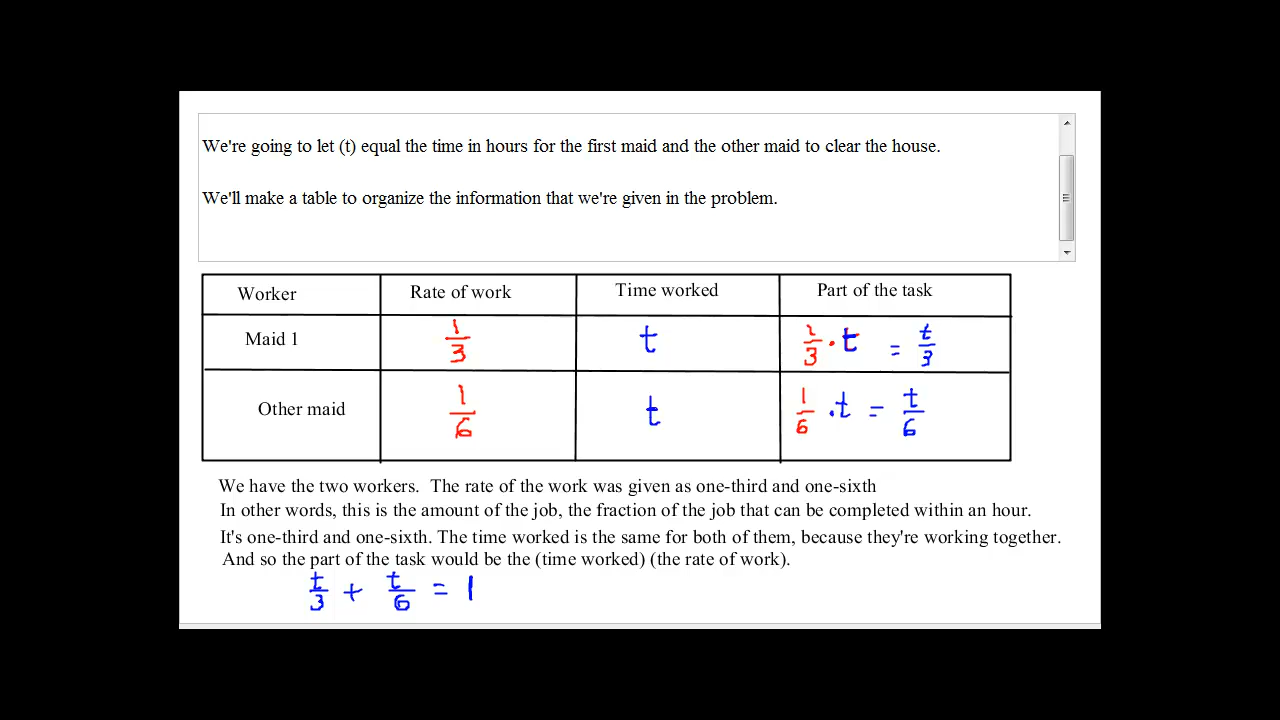 We're going to let (t) equal the time in hours for the first maid and the other maid to clear the house.
We'll make a table to organize the information that we're given in the problem.
Worker Rate of work Time worked Part of the task
Maid 1 1/3 t 1/3 · t = t/3
Other maid 1/6 t 1/6 · t = t/6
We have the two workers. The rate of the work was given as one-third and one-sixth
In other words, this is the amount of the job, the fraction of the job that can be completed within an hour.
It's one-third and one-sixth. The time worked is the same for both of them, because they're working together.
And so the part of the task would be the (time worked) (the rate of work).
t/3 + t/6 = 1